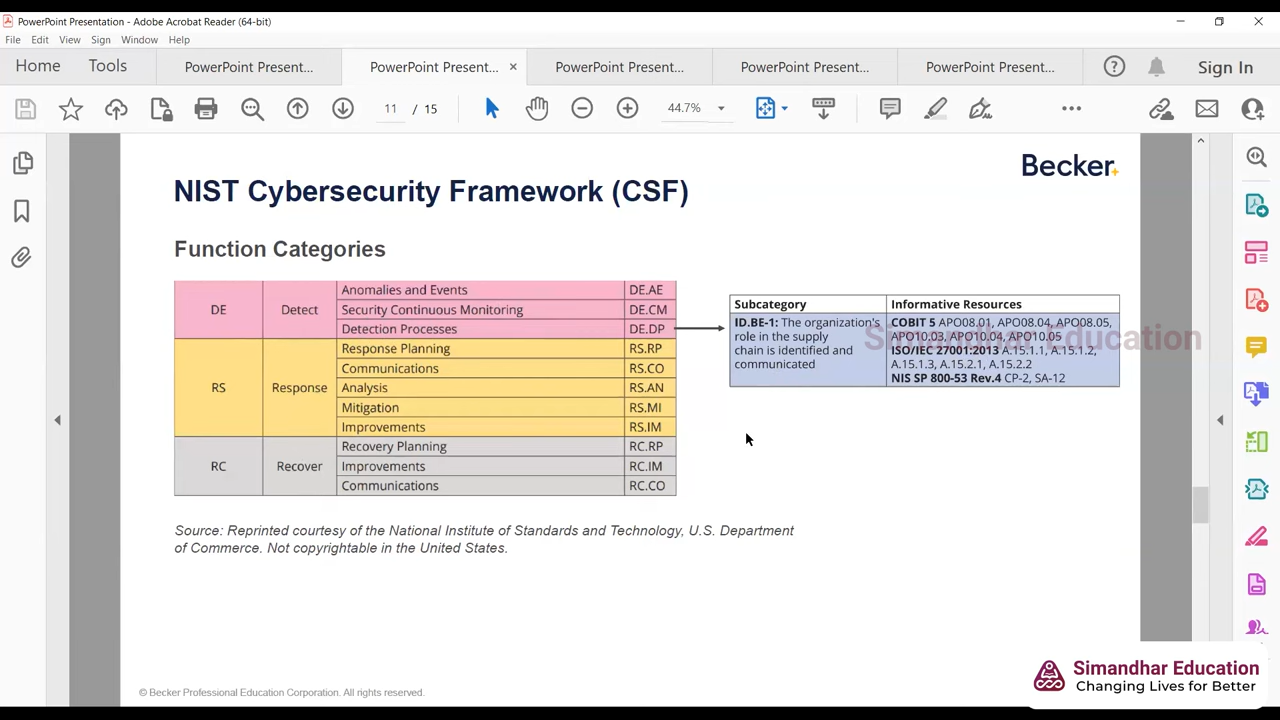 PowerPoint Presentation - Adobe Acrobat Reader (64-bit)
File Edit View Sign Window Help
Home Tools PowerPoint Present... PowerPoint Present... × PowerPoint Present... PowerPoint Present... PowerPoint Present... Sign In
11 / 15 44.7%
Becker
NIST Cybersecurity Framework (CSF)
Function Categories
DE Detect Anomalies and Events DE.AE
Security Continuous Monitoring DE.CM
Detection Processes DE.DP
RS Response Response Planning RS.RP
Communications RS.CO
Analysis RS.AN
Mitigation RS.MI
Improvements RS.IM
RC Recover Recovery Planning RC.RP
Improvements RC.IM
Communications RC.CO
Subcategory Informative Resources
ID.BE-1: The organization's
role in the supply
chain is identified and
communicated
COBIT 5 APO08.01, APO08.04, APO08.05,
APO10.03, APO10.04, APO10.05
ISO/IEC 27001:2013 A.15.1.1, A.15.1.2,
A.15.1.3, A.15.2.1, A.15.2.2
NIS SP 800-53 Rev.4 CP-2, SA-12
Simandhar Education
Source: Reprinted courtesy of the National Institute of Standards and Technology, U.S. Department
of Commerce. Not copyrightable in the United States.
© Becker Professional Education Corporation. All rights reserved.
Simandhar Education
Changing Lives for Better